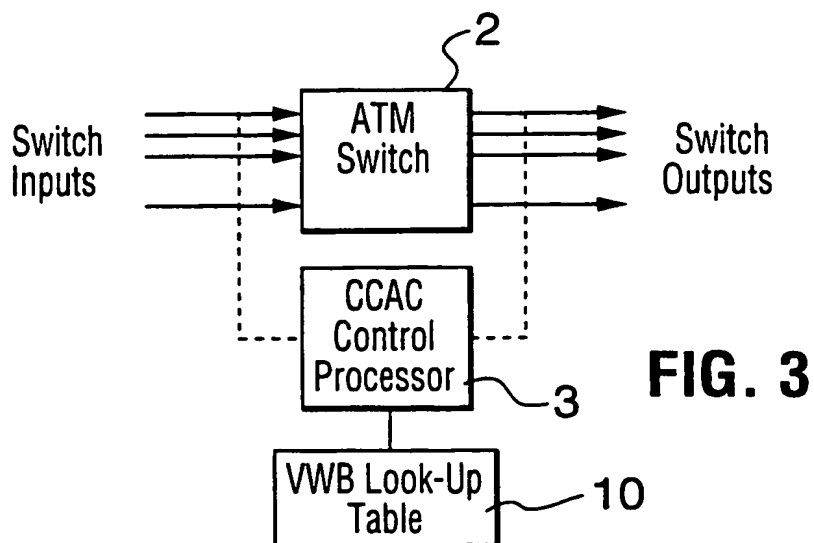 2
ATM
Switch
Switch
Inputs
Switch
Outputs
CCAC
Control
Processor
3
FIG. 3
VWB Look-Up
Table
10